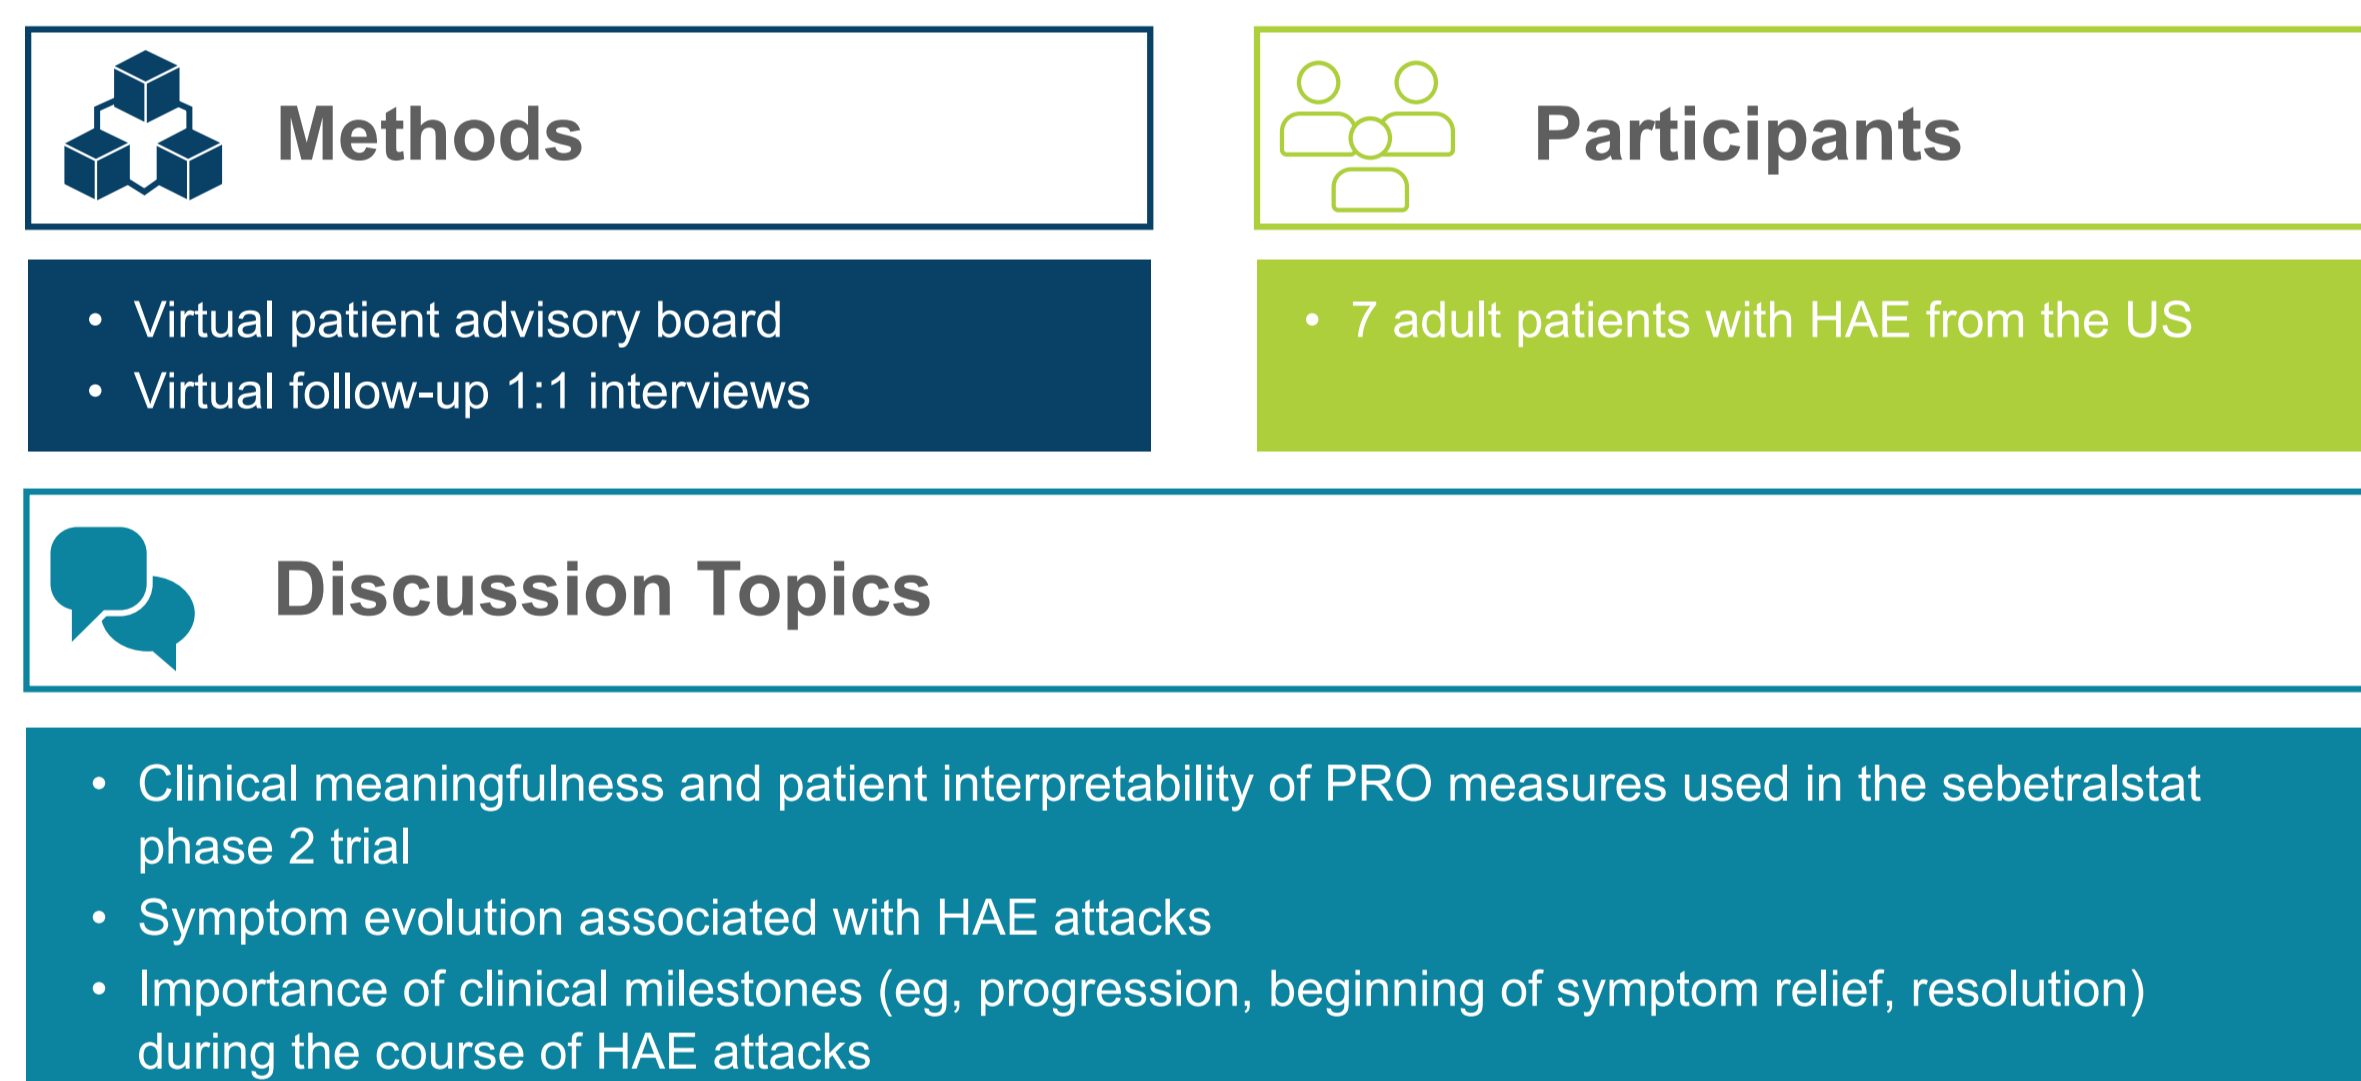 Methods
• Virtual patient advisory board
• Virtual follow-up 1:1 interviews
Participants
• 7 adult patients with HAE from the US
Discussion Topics
• Clinical meaningfulness and patient interpretability of PRO measures used in the sebetralstat
phase 2 trial
• Symptom evolution associated with HAE attacks
• Importance of clinical milestones (eg, progression, beginning of symptom relief, resolution)
during the course of HAE attacks